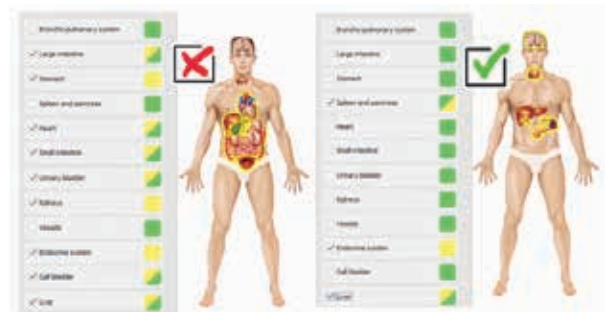 Broncho-pulmonary system
Large intestine
Stomach
Spleen and pancreas
Heart
Small intestine
Urinary bladder
Kidneys
Vessels
Endocrine system
Gall bladder
Liver
Broncho-pulmonary system
Large intestine
Stomach
Spleen and pancreas
Heart
Small intestine
Urinary bladder
Kidneys
Vessels
Endocrine system
Gall bladder
Liver